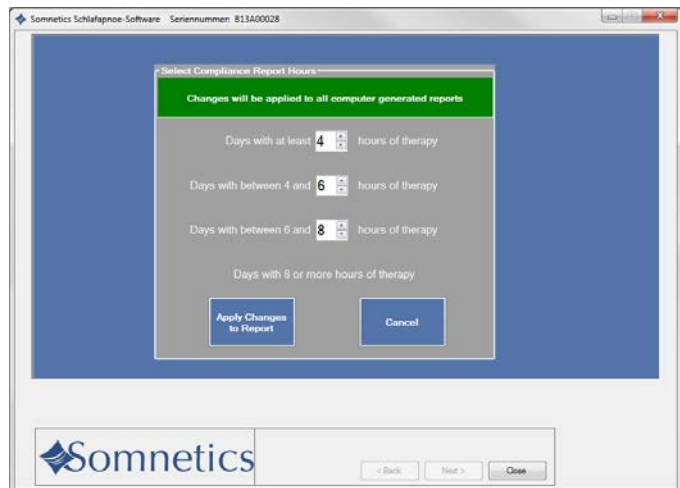 Somnetics Schlafapnoe-Software Seriennummer: B13A00028
Select Compliance Report Hours
Changes will be applied to all computer generated reports
Days with at least 4 hours of therapy
Days with between 4 and 6 hours of therapy
Days with between 6 and 8 hours of therapy
Days with 8 or more hours of therapy
Apply Changes
to Report
Cancel
Somnetics
< Back Next > Close